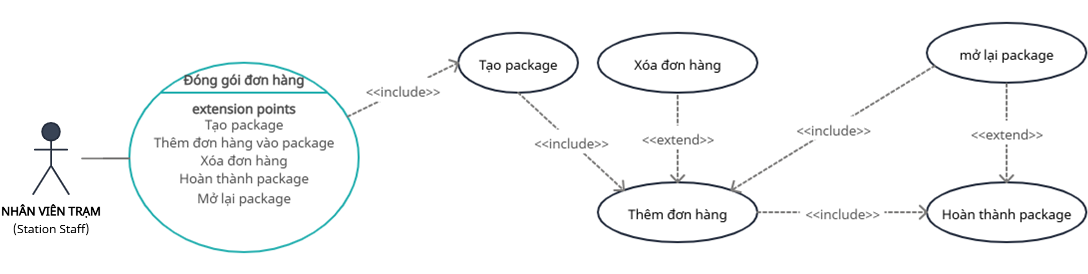 Đóng gói đơn hàng
extension points
Tạo package
Thêm đơn hàng vào package
Xóa đơn hàng
Hoàn thành package
Mở lại package
NHÂN VIÊN TRẠM
(Station Staff)
<<include>>
Tạo package
Xóa đơn hàng
mở lại package
<<include>>
<<extend>>
<<include>>
<<extend>>
Thêm đơn hàng
<<include>>
Hoàn thành package